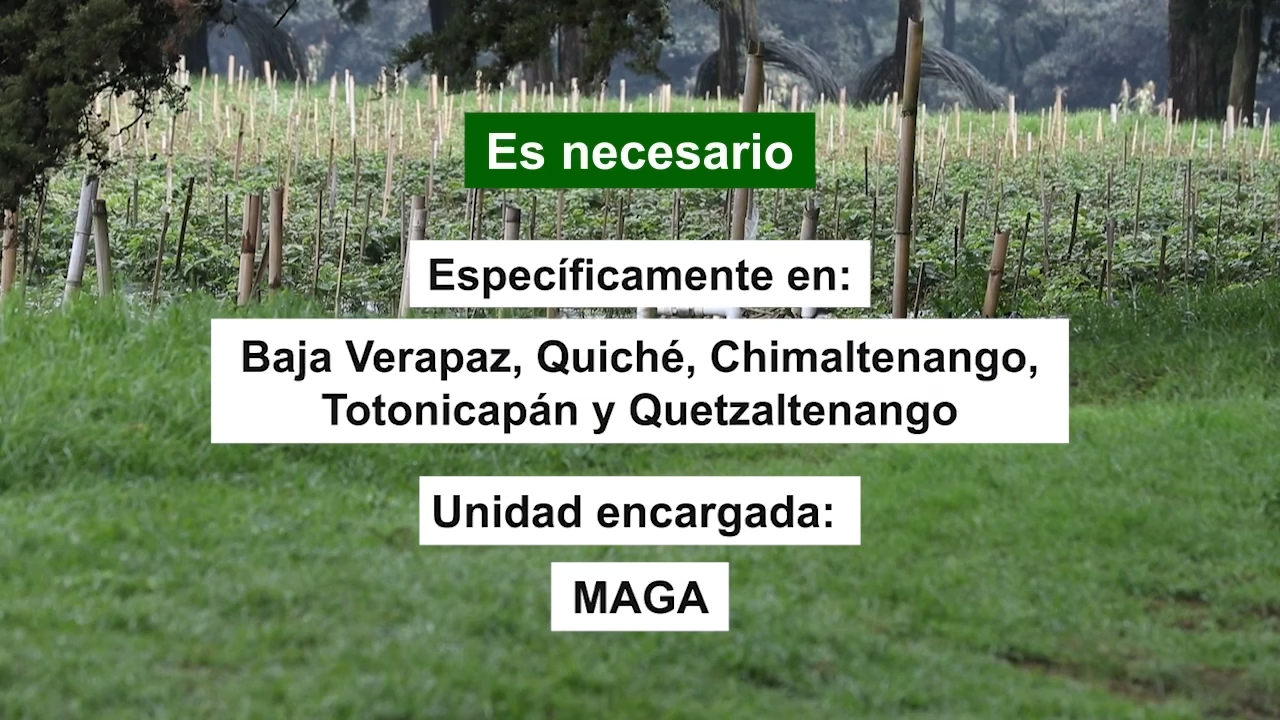 Es necesario
Específicamente en:
Baja Verapaz, Quiché, Chimaltenango,
Totonicapán y Quetzaltenango
Unidad encargada:
MAGA